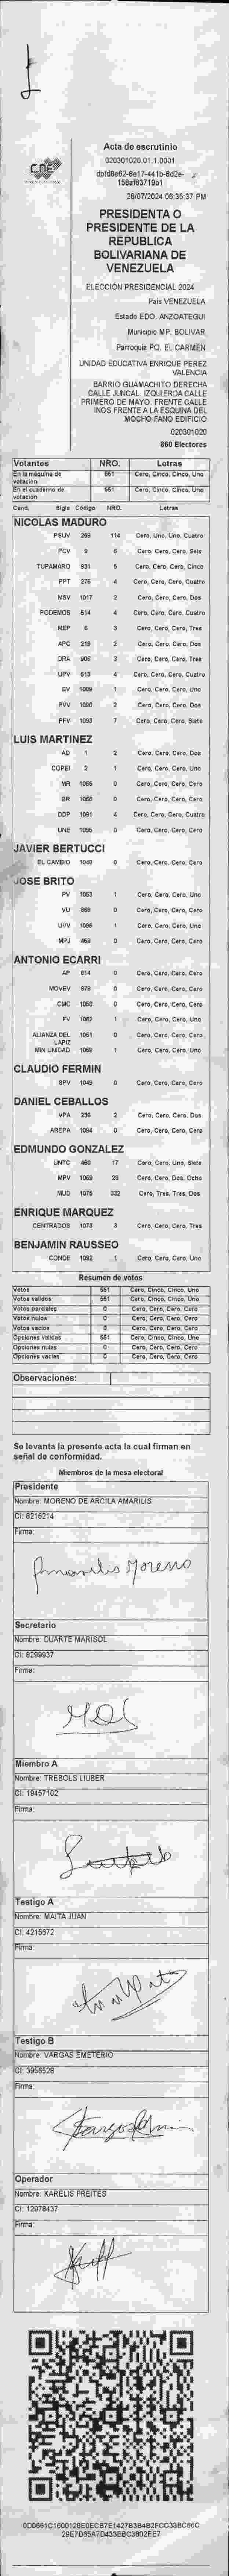 CNE
Acta de escrutinio
020301020.01.1.0001
dbfd8e62-8e17-441b-8d2e-
158af83719b1
28/07/2024 06:35:37 PM
PRESIDENTA O
PRESIDENTE DE LA
REPUBLICA
BOLIVARIANA DE
VENEZUELA
ELECCIÓN PRESIDENCIAL 2024
País VENEZUELA
Estado EDO. ANZOATEGUI
Municipio MP. BOLIVAR
Parroquia PQ. EL CARMEN
UNIDAD EDUCATIVA ENRIQUE PEREZ
VALENCIA
BARRIO GUAMACHITO DERECHA
CALLE JUNCAL. IZQUIERDA CALLE
PRIMERO DE MAYO. FRENTE CALLE
INOS FRENTE A LA ESQUINA DEL
MOCHO FANO EDIFICIO
020301020
860 Electores
Votantes NRO. Letras
En la máquina de votación 551 Cero, Cinco, Cinco, Uno
En el cuaderno de votación 551 Cero, Cinco, Cinco, Uno
Cand. Sigla Código NRO. Letras
NICOLAS MADURO
PSUV 269 114 Cero, Uno, Uno, Cuatro
PCV 9 6 Cero, Cero, Cero, Seis
TUPAMARO 931 5 Cero, Cero, Cero, Cinco
PPT 275 4 Cero, Cero, Cero, Cuatro
MSV 1017 2 Cero, Cero, Cero, Dos
PODEMOS 514 4 Cero, Cero, Cero, Cuatro
MEP 6 3 Cero, Cero, Cero, Tres
APC 219 2 Cero, Cero, Cero, Dos
ORA 906 3 Cero, Cero, Cero, Tres
UPV 513 4 Cero, Cero, Cero, Cuatro
EV 1089 1 Cero, Cero, Cero, Uno
PVV 1090 2 Cero, Cero, Cero, Dos
PFV 1093 7 Cero, Cero, Cero, Siete
LUIS MARTINEZ
AD 1 2 Cero, Cero, Cero, Dos
COPEI 2 1 Cero, Cero, Cero, Uno
MR 0 Cero, Cero, Cero, Cero
BR 0 Cero, Cero, Cero, Cero
DDP 1091 4 Cero, Cero, Cero, Cuatro
UNE 0 Cero, Cero, Cero, Cero
JAVIER BERTUCCI
EL CAMBIO 1048 0 Cero, Cero, Cero, Cero
JOSE BRITO
PV 1053 1 Cero, Cero, Cero, Uno
VU 0 Cero, Cero, Cero, Cero
UVV 1096 1 Cero, Cero, Cero, Uno
MPJ 0 Cero, Cero, Cero, Cero
ANTONIO ECARRI
AP 914 0 Cero, Cero, Cero, Cero
MOVEV 978 0 Cero, Cero, Cero, Cero
CMC 1050 0 Cero, Cero, Cero, Cero
FV 1 Cero, Cero, Cero, Uno
ALIANZA DEL LAPIZ 1051 0 Cero, Cero, Cero, Cero
MIN UNIDAD 1 Cero, Cero, Cero, Uno
CLAUDIO FERMIN
SPV 1049 0 Cero, Cero, Cero, Cero
DANIEL CEBALLOS
VPA 2 Cero, Cero, Cero, Dos
AREPA 1094 0 Cero, Cero, Cero, Cero
EDMUNDO GONZALEZ
UNTC 460 17 Cero, Cero, Uno, Siete
MPV 1069 28 Cero, Cero, Dos, Ocho
MUD 1075 332 Cero, Tres, Tres, Dos
ENRIQUE MARQUEZ
CENTRADOS 1073 3 Cero, Cero, Cero, Tres
BENJAMIN RAUSSEO
CONDE 1092 1 Cero, Cero, Cero, Uno
Resumen de votos
Votos 551 Cero, Cinco, Cinco, Uno
Votos válidos 551 Cero, Cinco, Cinco, Uno
Votos parciales 0 Cero, Cero, Cero, Cero
Votos nulos 0 Cero, Cero, Cero, Cero
Votos vacíos 0 Cero, Cero, Cero, Cero
Opciones válidas 551 Cero, Cinco, Cinco, Uno
Opciones nulas 0 Cero, Cero, Cero, Cero
Opciones vacías 0 Cero, Cero, Cero, Cero
Observaciones:
Se levanta la presente acta la cual firman en
señal de conformidad.
Miembros de la mesa electoral
Presidente
Nombre: MORENO DE ARCILA AMARILIS
CI: 8216214
Firma:
Amarilis Moreno
Secretario
Nombre: DUARTE MARISOL
CI: 8299937
Firma:
Miembro A
Nombre: TREBOLS LIUBER
CI: 19457102
Firma:
Testigo A
Nombre: MAITA JUAN
CI: 4215672
Firma:
Testigo B
Nombre: VARGAS EMETERIO
CI: 3956528
Firma:
Operador
Nombre: KARELIS FREITES
CI: 12978437
Firma: